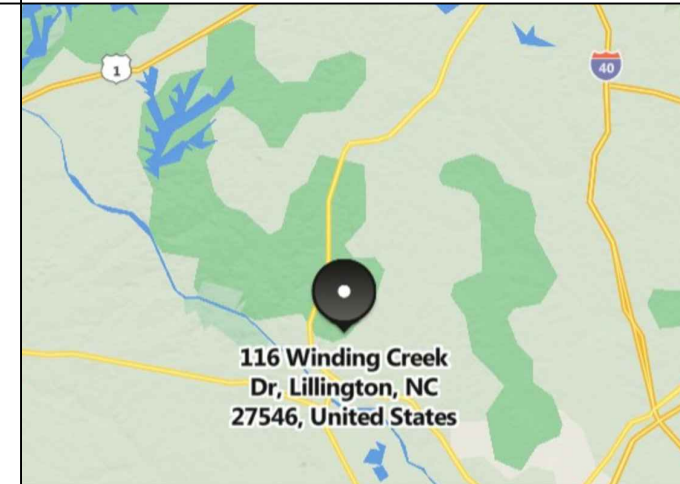 1
40
116 Winding Creek
Dr, Lillington, NC
27546, United States